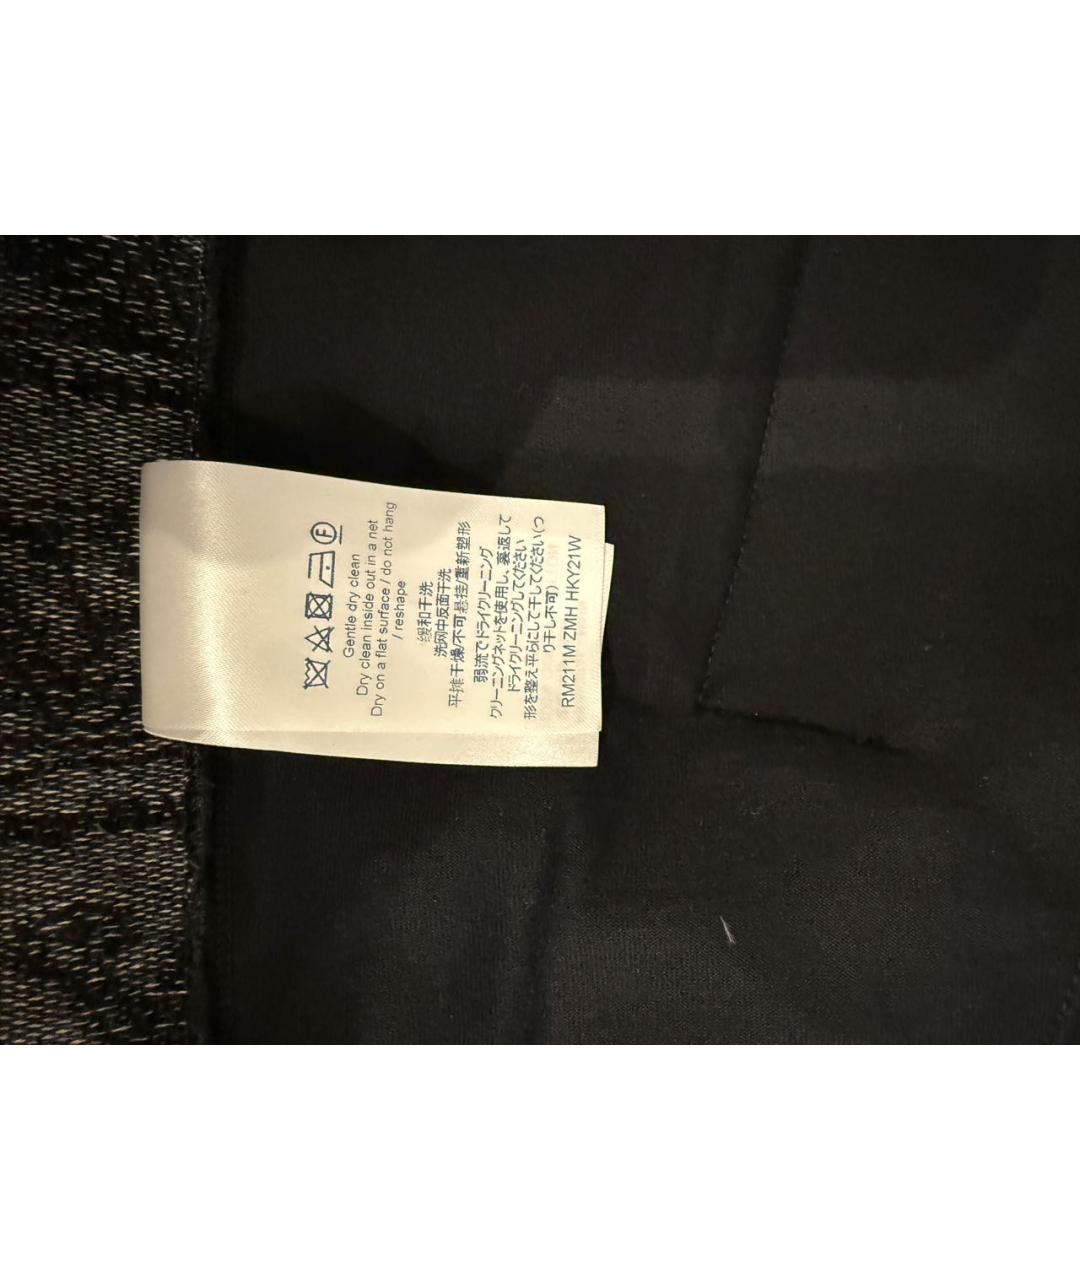 Gentle dry clean
Dry clean inside out in a net
Dry on a flat surface / do not hang
/ reshape
缓和干洗
洗网中反面干洗
平摊干燥/不可悬挂/重新塑形
弱流でドライクリーニング
クリーニングネットを使用し、裏返して
ドライクリーニングしてください
形を整え平らにして干してください(つ
り干し不可)
RM211M ZMH HKY21W